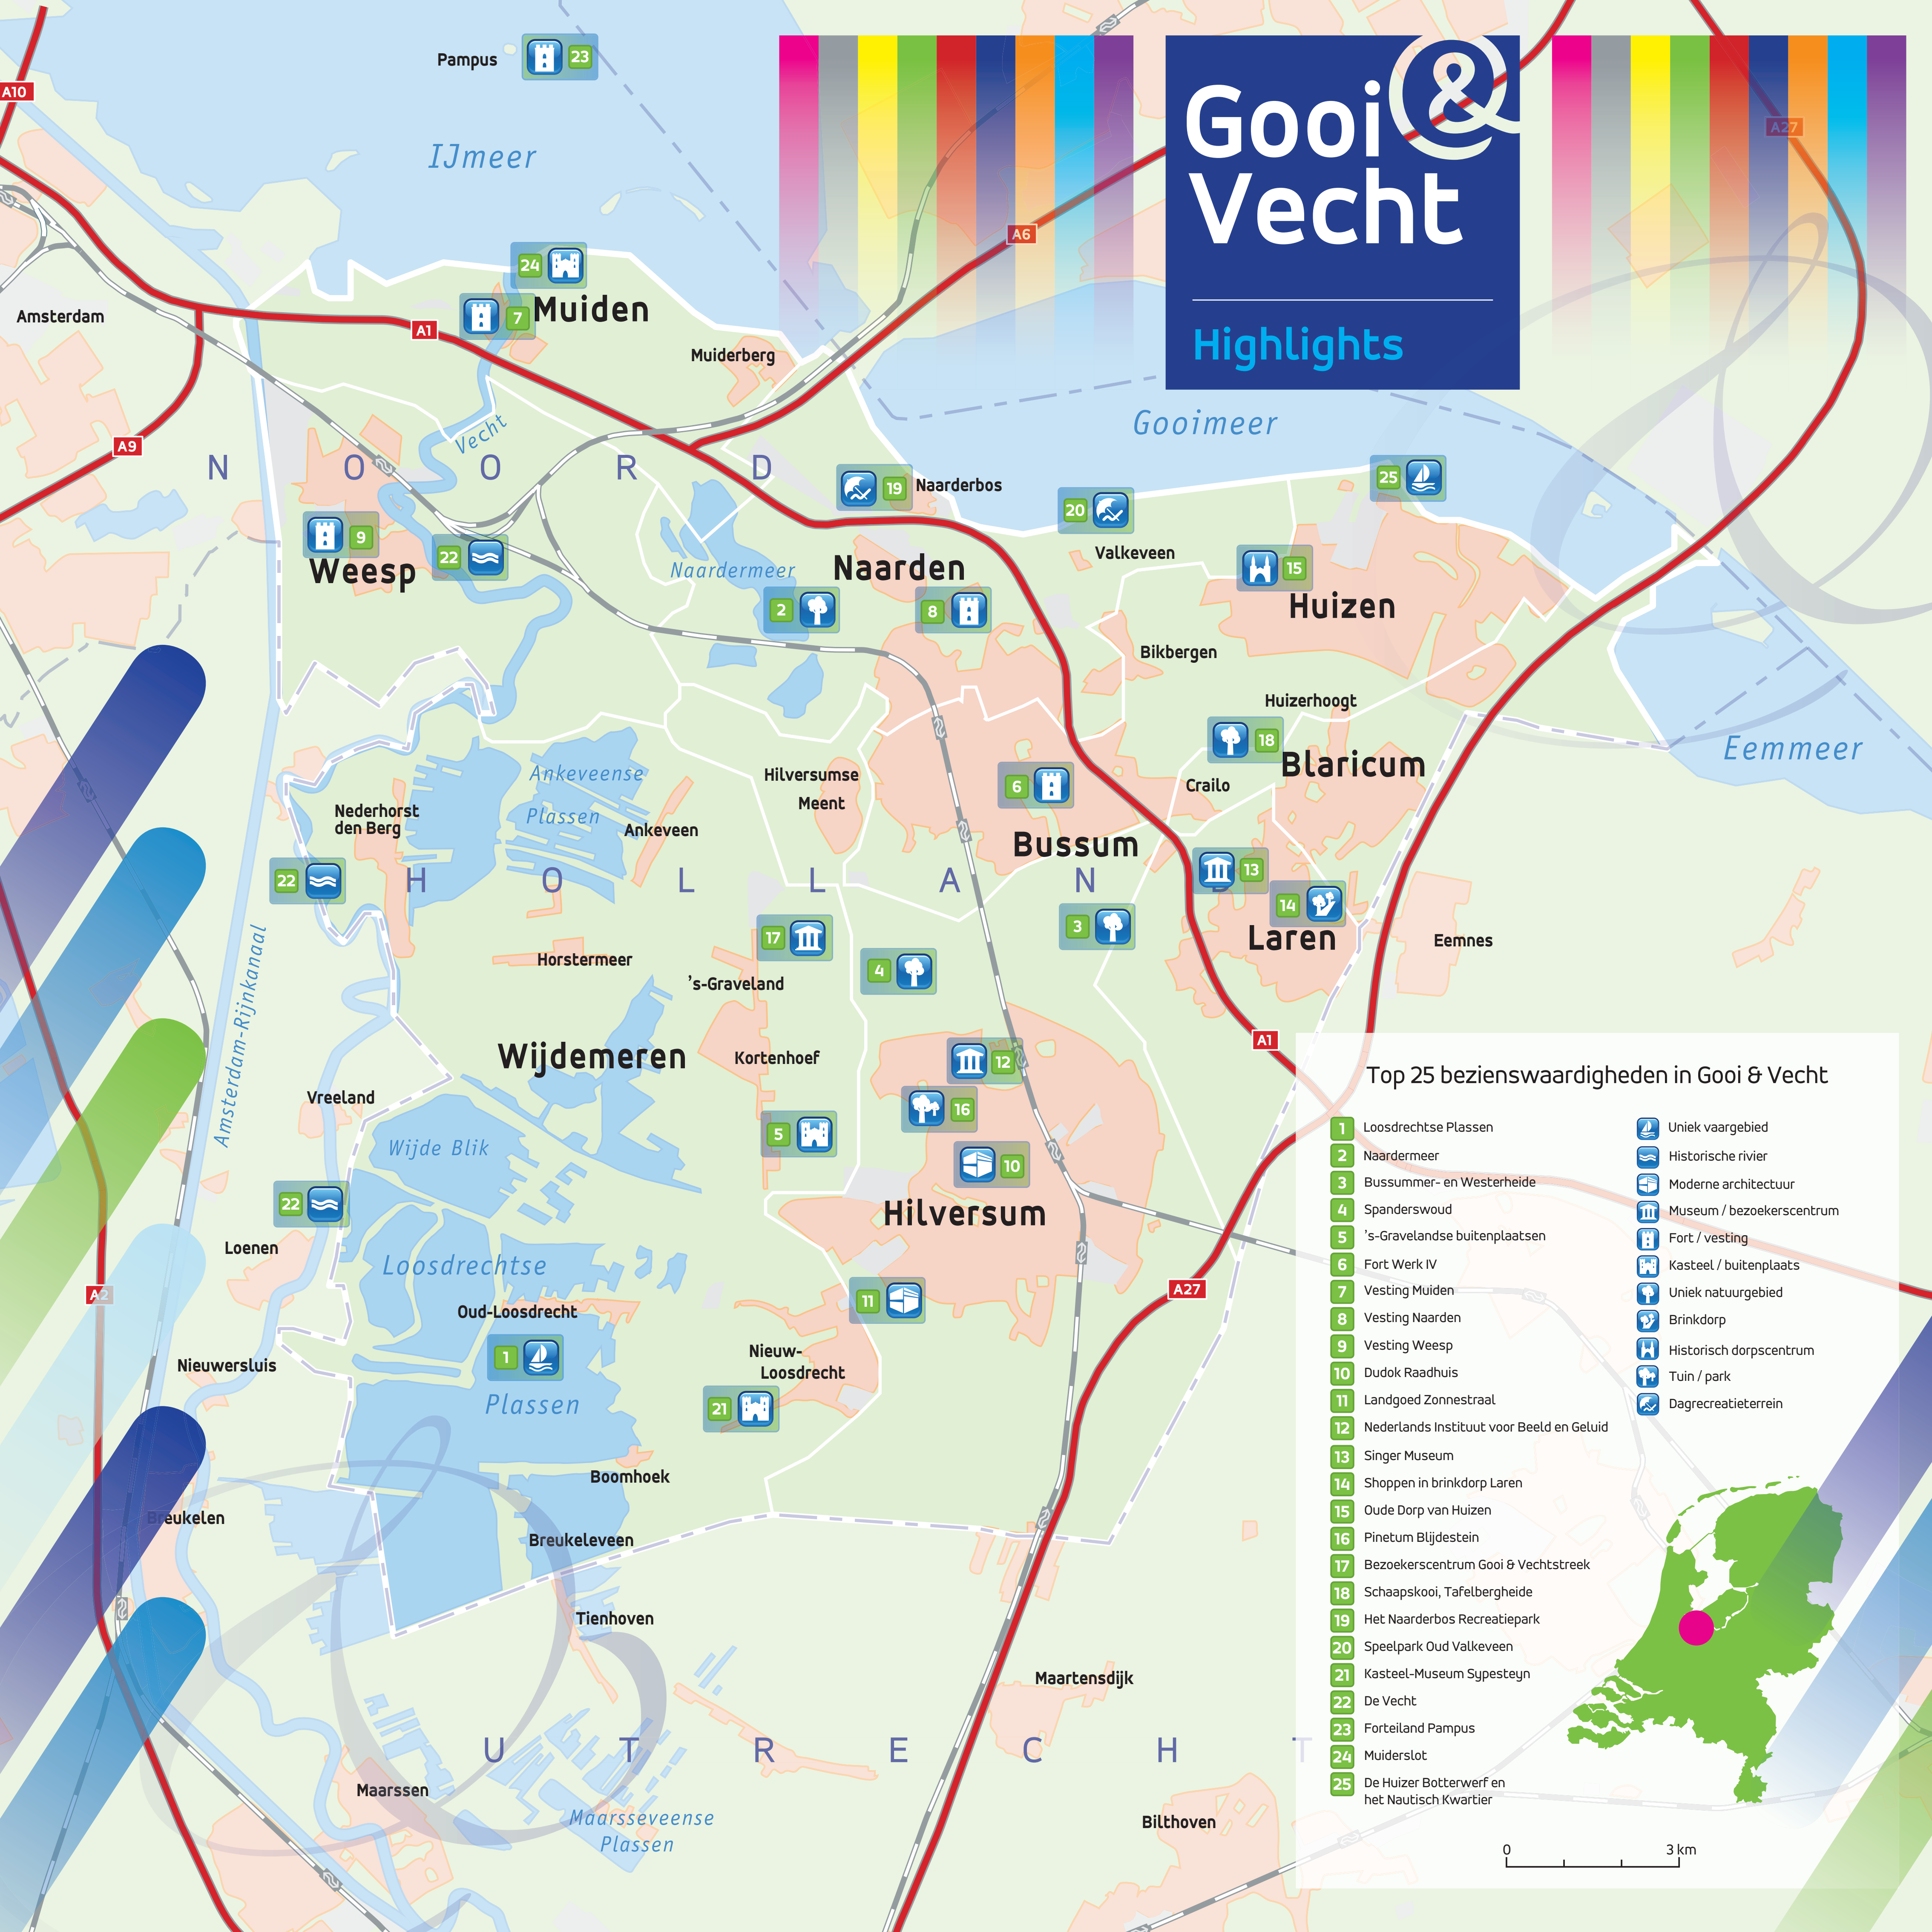 Pampus
23
A10
IJmeer
Gooi &
Vecht
Highlights
A27
A6
24
7
Muiden
Amsterdam
A1
Muiderberg
Gooimeer
A9
Vecht
N O O R D
19
Naarderbos
25
20
Valkeveen
9
Weesp
22
Naardermeer
Naarden
2
8
15
Huizen
Bikbergen
Huizerhoogt
18
Blaricum
Eemmeer
Ankeveense
Plassen
Hilversumse
Meent
6
Crailo
Nederhorst
den Berg
Ankeveen
Bussum
22
H O L L A N D
13
14
3
17
Laren
Eemnes
Horstermeer
4
's-Graveland
Amsterdam-Rijnkanaal
Wijdemeren
Kortenhoef
12
A1
Vreeland
16
Wijde Blik
5
10
22
Hilversum
Loenen
Loosdrechtse
A2
A27
11
Oud-Loosdrecht
1
Nieuwersluis
Nieuw-
Loosdrecht
Plassen
21
Boomhoek
Breukelen
Breukeleveen
Tienhoven
Maartensdijk
U T R E C H T
Maarssen
Maarsseveense
Plassen
Bilthoven
Top 25 bezienswaardigheden in Gooi & Vecht
1 Loosdrechtse Plassen
2 Naardermeer
3 Bussummer- en Westerheide
4 Spanderswoud
5 's-Gravelandse buitenplaatsen
6 Fort Werk IV
7 Vesting Muiden
8 Vesting Naarden
9 Vesting Weesp
10 Dudok Raadhuis
11 Landgoed Zonnestraal
12 Nederlands Instituut voor Beeld en Geluid
13 Singer Museum
14 Shoppen in brinkdorp Laren
15 Oude Dorp van Huizen
16 Pinetum Blijdestein
17 Bezoekerscentrum Gooi & Vechtstreek
18 Schaapskooi, Tafelbergheide
19 Het Naarderbos Recreatiepark
20 Speelpark Oud Valkeveen
21 Kasteel-Museum Sypesteyn
22 De Vecht
23 Forteiland Pampus
24 Muiderslot
25 De Huizer Botterwerf en
het Nautisch Kwartier
Uniek vaargebied
Historische rivier
Moderne architectuur
Museum / bezoekerscentrum
Fort / vesting
Kasteel / buitenplaats
Uniek natuurgebied
Brinkdorp
Historisch dorpscentrum
Tuin / park
Dagrecreatieterrein
0 3 km